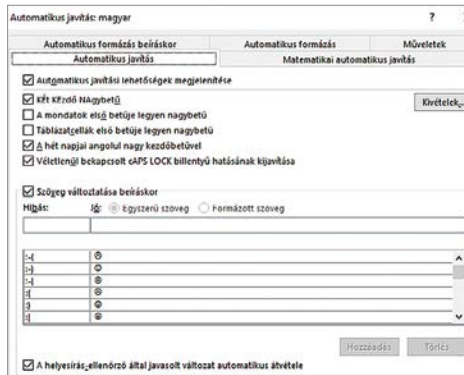 Automatikus javítás: magyar ?
Automatikus formázás beíráskor Automatikus formázás Műveletek
Automatikus javítás Matematikai automatikus javítás
Automatikus javítási lehetőségek megjelenítése
KÉt KEzdő NAgybetű Kivételek...
A mondatok első betűje legyen nagybetű
Táblázatcellák első betűje legyen nagybetű
A hét napjai angolul nagy kezdőbetűvel
Véletlenül bekapcsolt cAPS LOCK billentyű hatásának kijavítása
Szöveg változtatása beíráskor
Hibás: Jó: Egyszerű szöveg Formázott szöveg
:-( ☹
:-) ☺
:-( ☹
:( ☹
:) ☺
Hozzáadás Törlés
A helyesírás-ellenőrző által javasolt változat automatikus átvétele